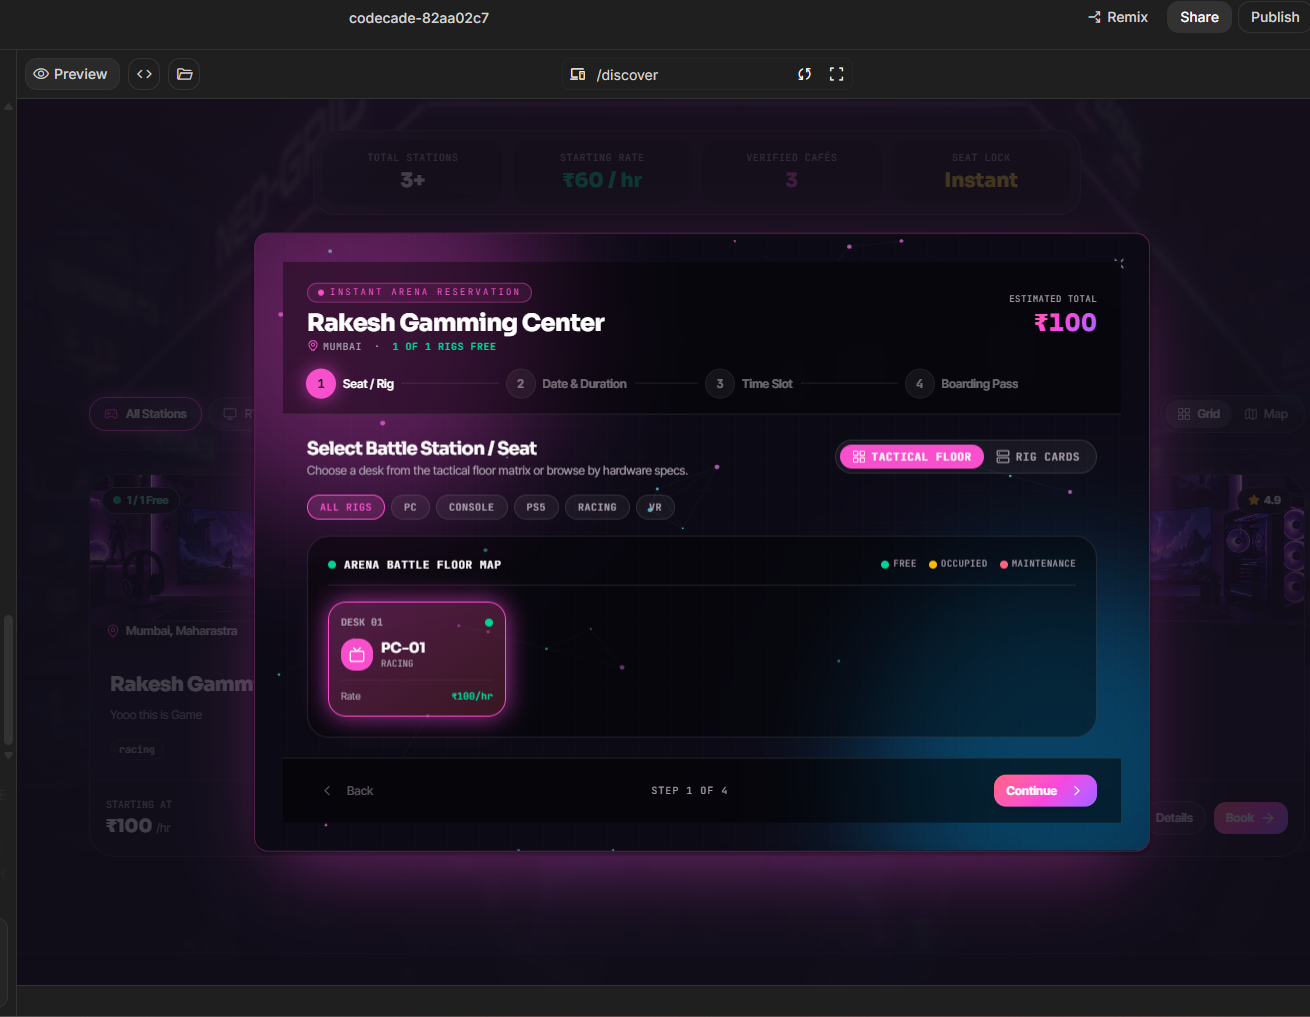 codecade-82aa02c7
Remix
Share
Publish
Preview
/discover
NEO-GRID
TOTAL STATIONS
3+
STARTING RATE
₹60 / hr
VERIFIED CAFÉS
3
SEAT LOCK
Instant
INSTANT ARENA RESERVATION
Rakesh Gamming Center
MUMBAI · 1 OF 1 RIGS FREE
ESTIMATED TOTAL
₹100
1 Seat / Rig
2 Date & Duration
3 Time Slot
4 Boarding Pass
All Stations
Grid
Map
Select Battle Station / Seat
Choose a desk from the tactical floor matrix or browse by hardware specs.
TACTICAL FLOOR
RIG CARDS
ALL RIGS
PC
CONSOLE
PS5
RACING
VR
1 / 1 Free
4.9
ARENA BATTLE FLOOR MAP
FREE
OCCUPIED
MAINTENANCE
DESK 01
PC-01
RACING
Rate
₹100/hr
Mumbai, Maharastra
Rakesh Gamm
Yooo this is Game
racing
STARTING AT
₹100 /hr
Back
STEP 1 OF 4
Continue
Details
Book